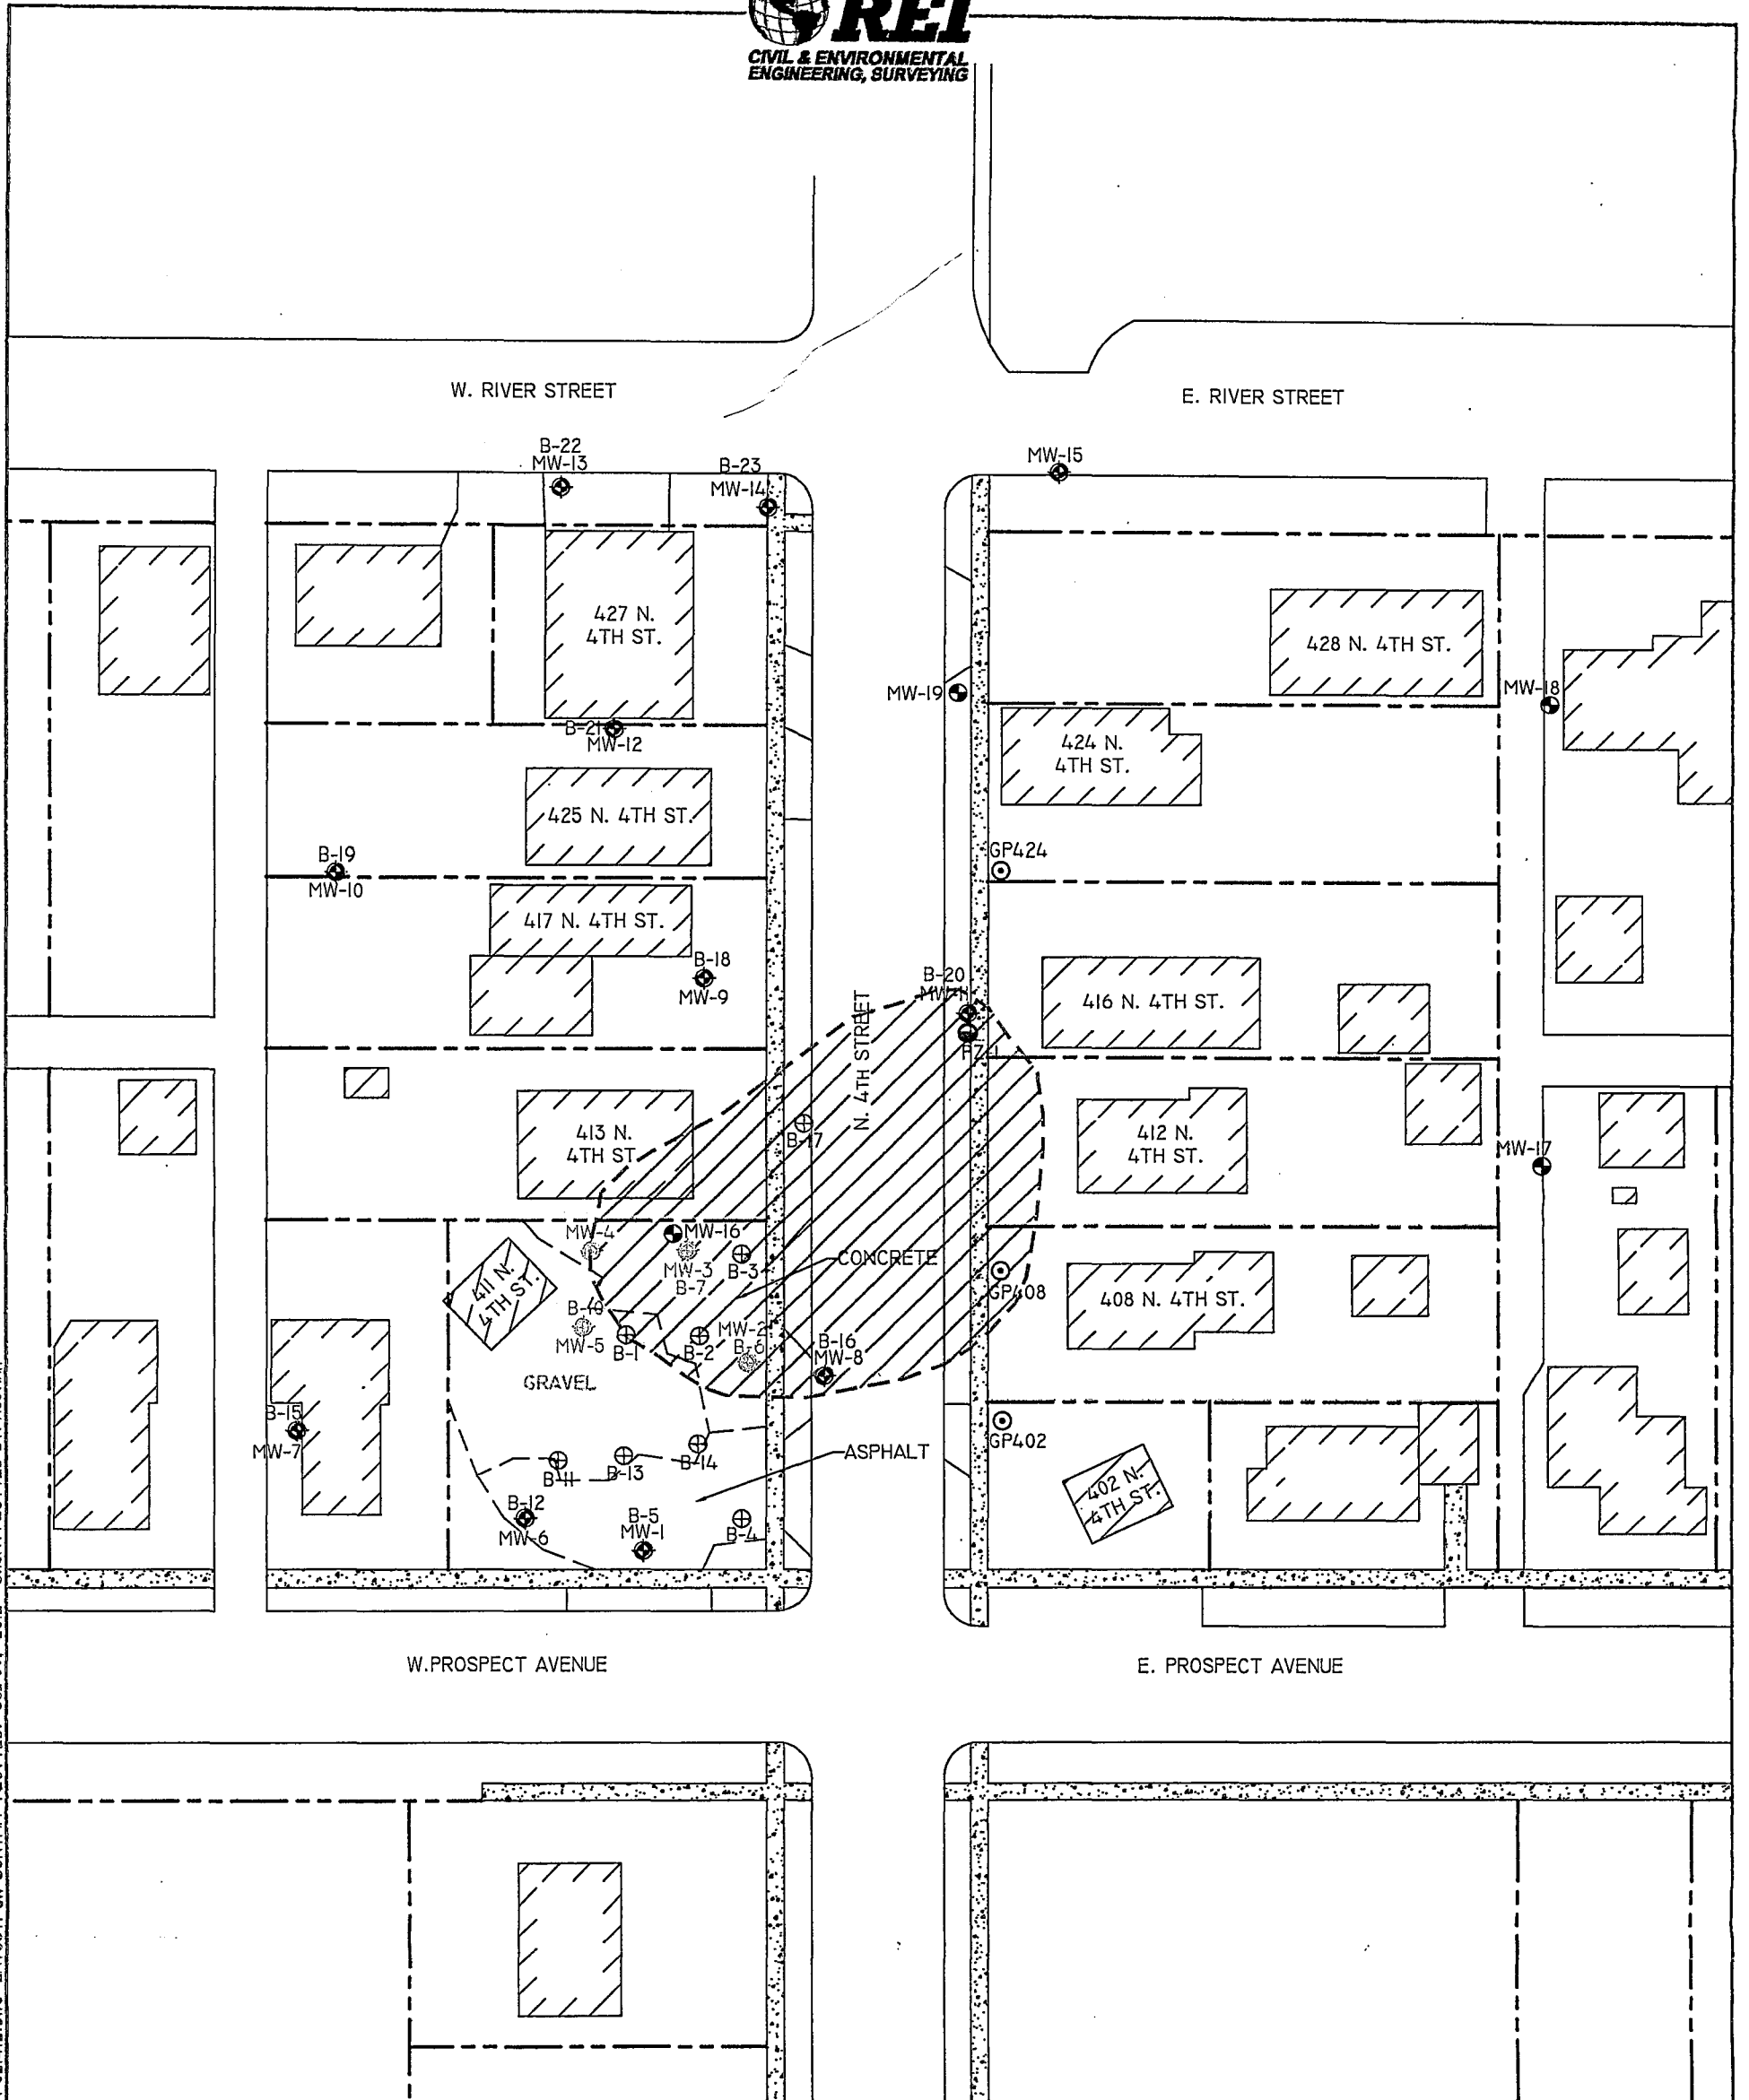 REI
CIVIL & ENVIRONMENTAL
ENGINEERING, SURVEYING
W. RIVER STREET
E. RIVER STREET
B-22
MW-13
B-23
MW-14
MW-15
427 N.
4TH ST.
428 N. 4TH ST.
MW-19
MW-18
B-21
MW-12
424 N.
4TH ST.
425 N. 4TH ST.
B-19
MW-10
GP424
417 N. 4TH ST.
B-18
MW-9
B-20
N. 4TH STREET
416 N. 4TH ST.
PZ-1
B-17
413 N.
4TH ST.
412 N.
4TH ST.
MW-17
MW-4
MW-16
MW-3
B-7
B-3
CONCRETE
411 N.
4TH ST.
GP408
408 N. 4TH ST.
B-10
MW-5
B-1
B-2
MW-2
B-6
B-16
MW-8
GRAVEL
B-15
MW-7
B-11
B-13
B-14
ASPHALT
GP402
402 N.
4TH ST.
B-12
MW-6
B-5
MW-1
B-4
W.PROSPECT AVENUE
E. PROSPECT AVENUE